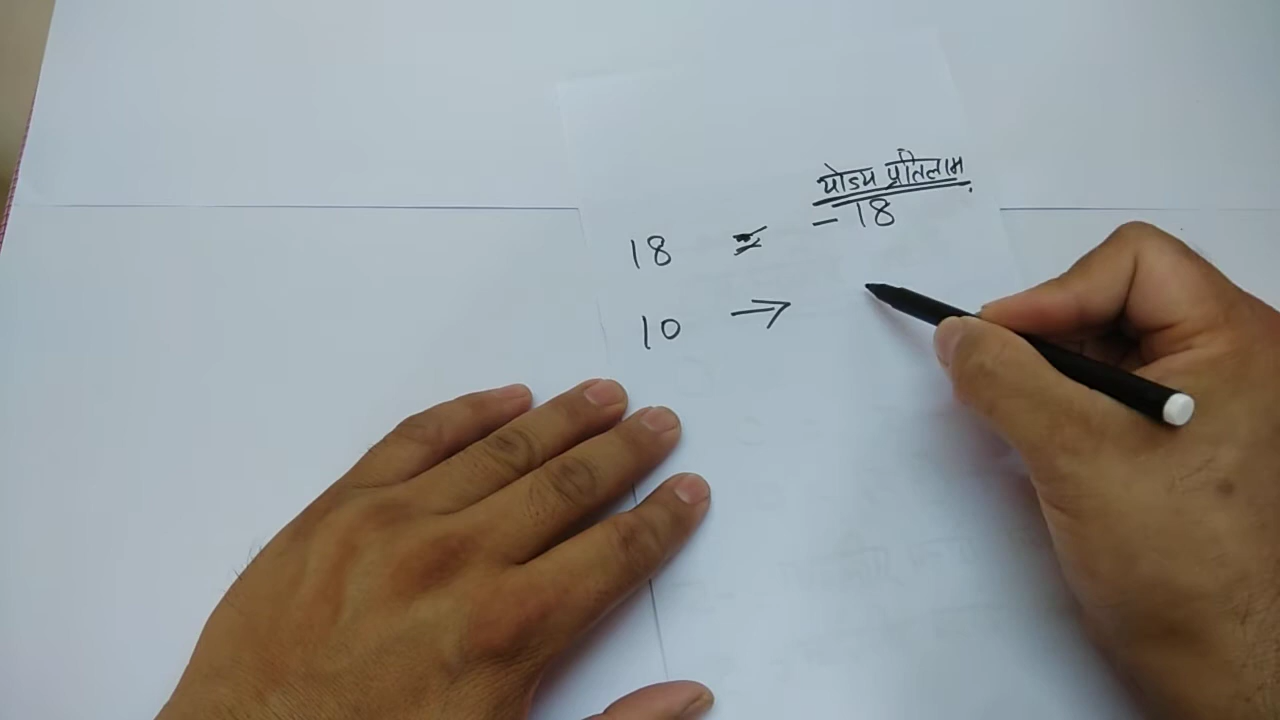 योज्य प्रतिलाम
18 = - 18
10 →